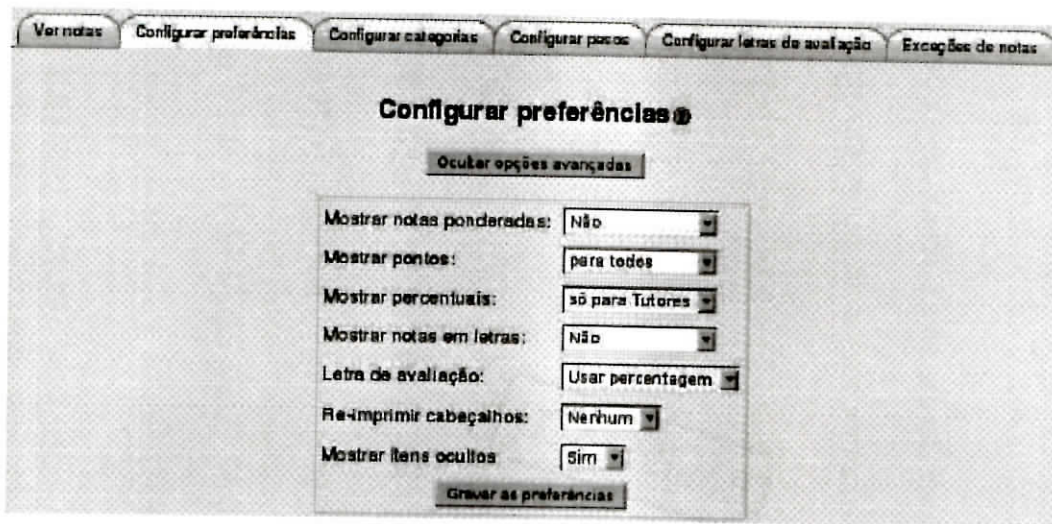 Ver notas Configurar preferências Configurar categorias Configurar pesos Configurar letras de avaliação Exceções de notas
Configurar preferências
Ocultar opções avançadas
Mostrar notas ponderadas: Não
Mostrar pontos: para todos
Mostrar percentuais: só para Tutores
Mostrar notas em letras: Não
Letra de avaliação: Usar percentagem
Re-imprimir cabeçalhos: Nenhum
Mostrar itens ocultos Sim
Gravar as preferências